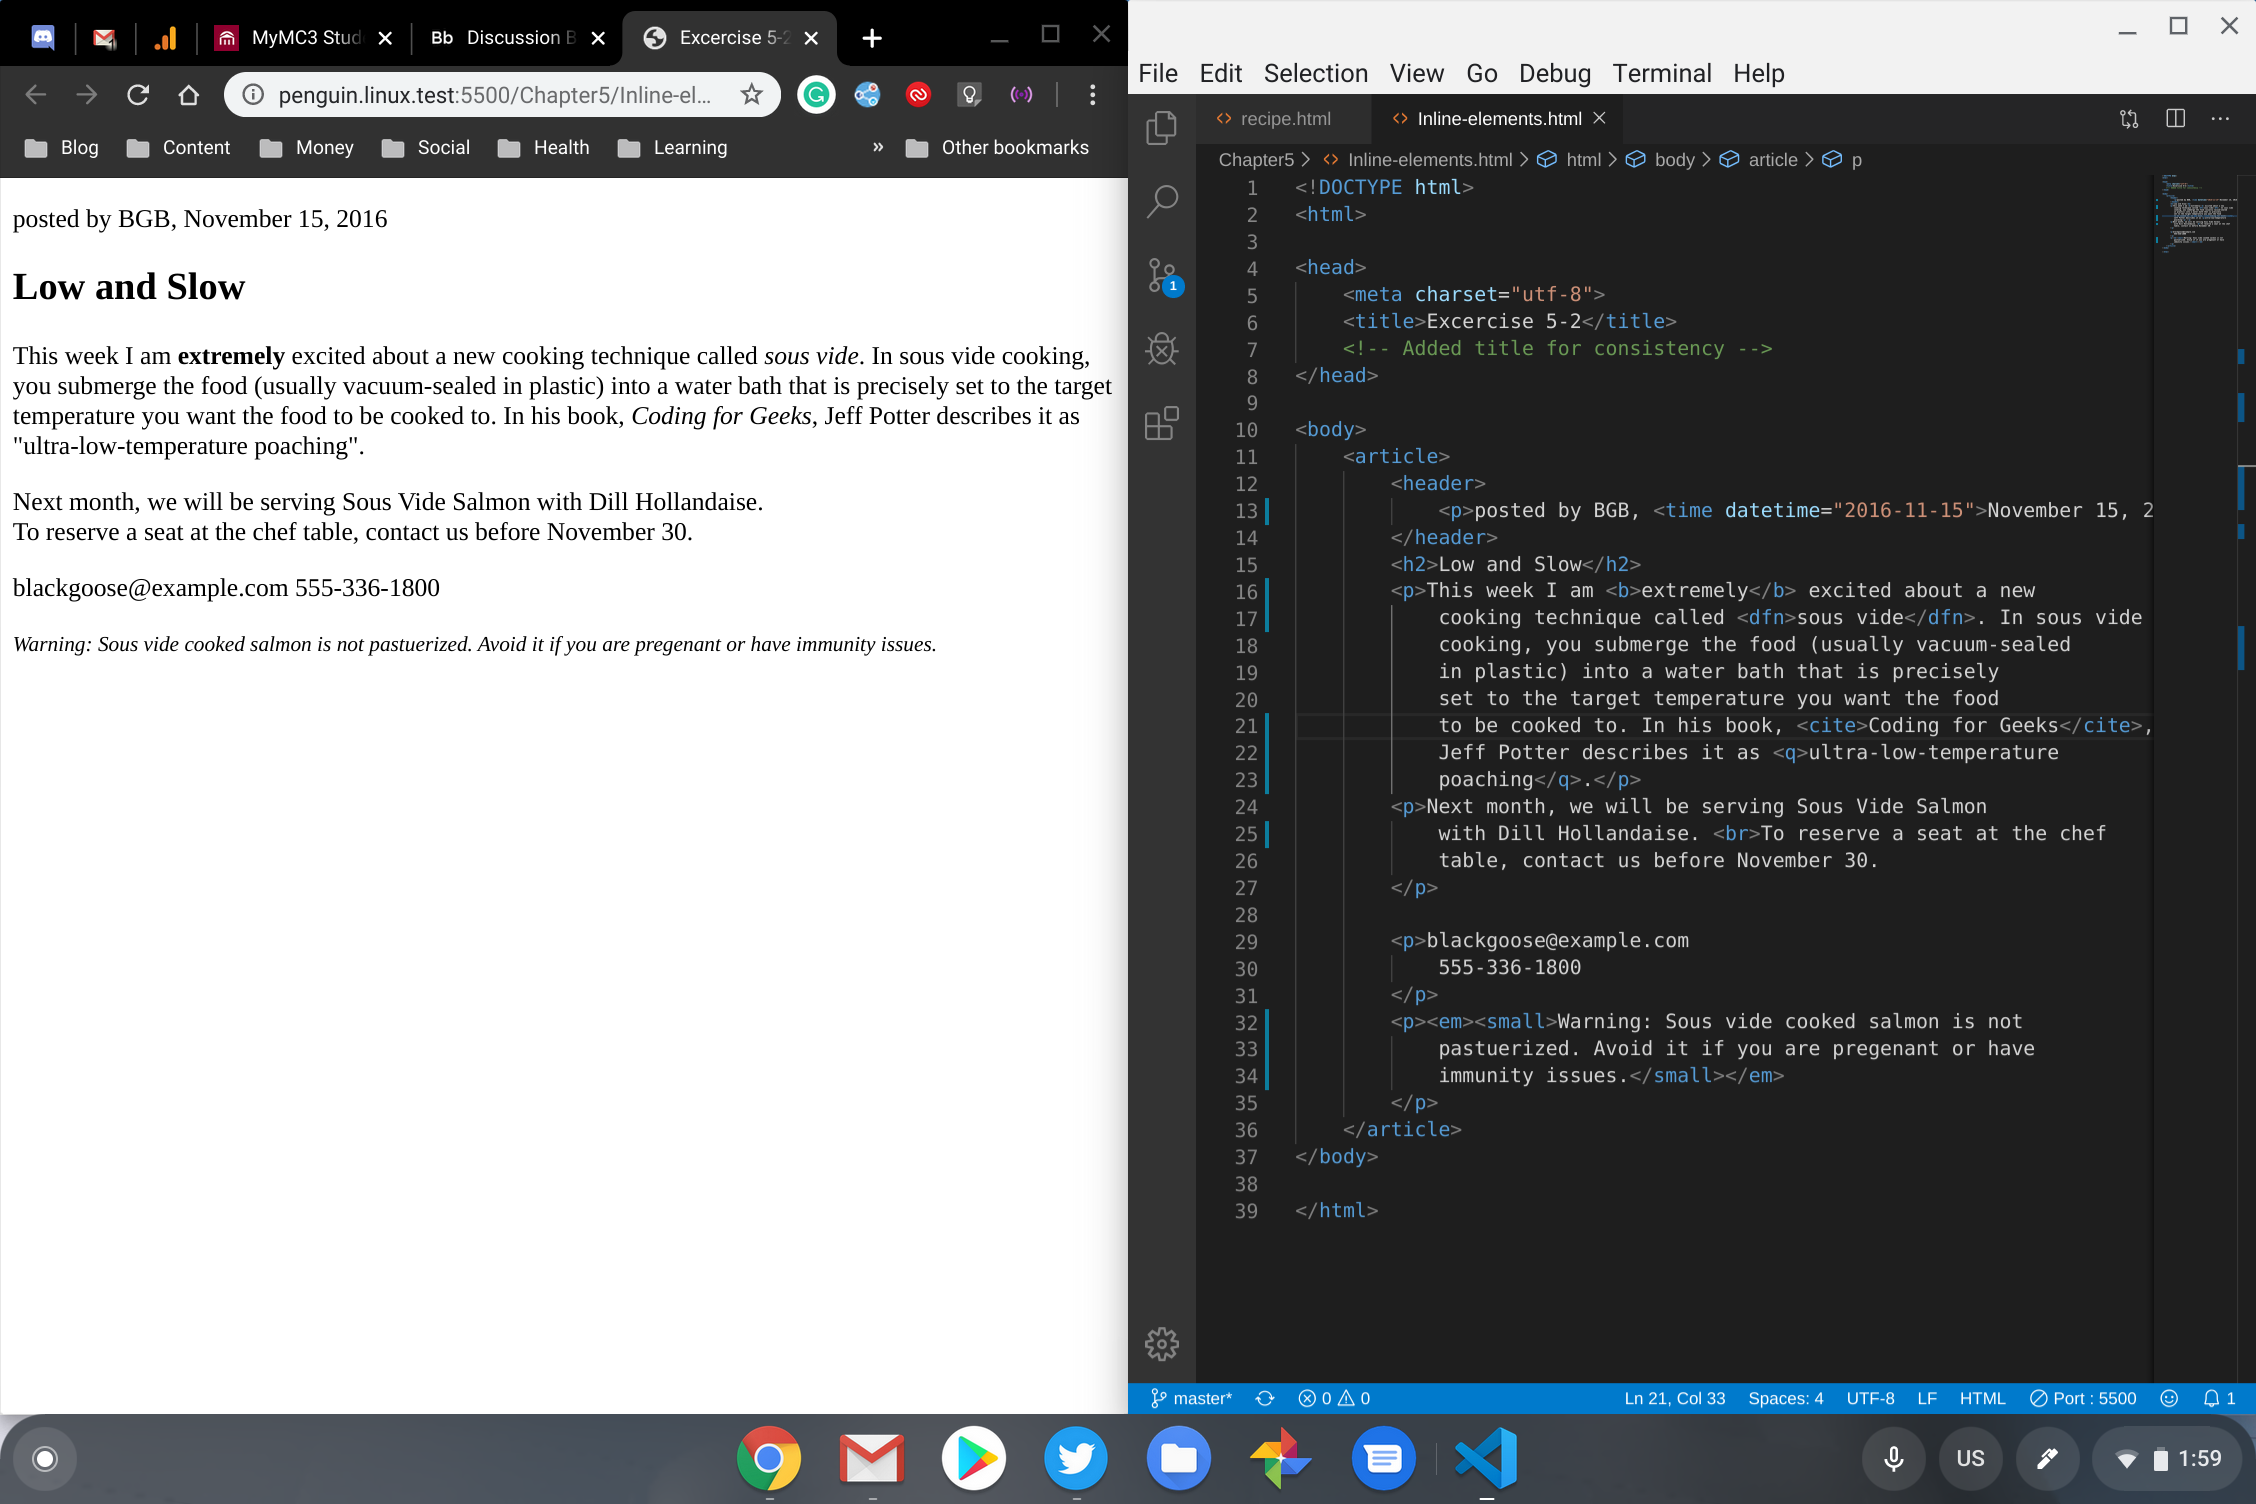 MyMC3 Stud
Bb Discussion B
Excercise 5-2
penguin.linux.test:5500/Chapter5/Inline-el...
Blog Content Money Social Health Learning » Other bookmarks
posted by BGB, November 15, 2016
Low and Slow
This week I am extremely excited about a new cooking technique called sous vide. In sous vide cooking,
you submerge the food (usually vacuum-sealed in plastic) into a water bath that is precisely set to the target
temperature you want the food to be cooked to. In his book, Coding for Geeks, Jeff Potter describes it as
"ultra-low-temperature poaching".
Next month, we will be serving Sous Vide Salmon with Dill Hollandaise.
To reserve a seat at the chef table, contact us before November 30.
blackgoose@example.com 555-336-1800
Warning: Sous vide cooked salmon is not pastuerized. Avoid it if you are pregenant or have immunity issues.
File Edit Selection View Go Debug Terminal Help
recipe.html Inline-elements.html
Chapter5 > Inline-elements.html > html > body > article > p
1
1 <!DOCTYPE html>
2 <html>
3
4 <head>
5 <meta charset="utf-8">
6 <title>Excercise 5-2</title>
7 <!-- Added title for consistency -->
8 </head>
9
10 <body>
11 <article>
12 <header>
13 <p>posted by BGB, <time datetime="2016-11-15">November 15, 2
14 </header>
15 <h2>Low and Slow</h2>
16 <p>This week I am <b>extremely</b> excited about a new
17 cooking technique called <dfn>sous vide</dfn>. In sous vide
18 cooking, you submerge the food (usually vacuum-sealed
19 in plastic) into a water bath that is precisely
20 set to the target temperature you want the food
21 to be cooked to. In his book, <cite>Coding for Geeks</cite>,
22 Jeff Potter describes it as <q>ultra-low-temperature
23 poaching</q>.</p>
24 <p>Next month, we will be serving Sous Vide Salmon
25 with Dill Hollandaise. <br>To reserve a seat at the chef
26 table, contact us before November 30.
27 </p>
28
29 <p>blackgoose@example.com
30 555-336-1800
31 </p>
32 <p><em><small>Warning: Sous vide cooked salmon is not
33 pastuerized. Avoid it if you are pregenant or have
34 immunity issues.</small></em>
35 </p>
36 </article>
37 </body>
38
39 </html>
master* 0 0 Ln 21, Col 33 Spaces: 4 UTF-8 LF HTML Port : 5500 1
US 1:59